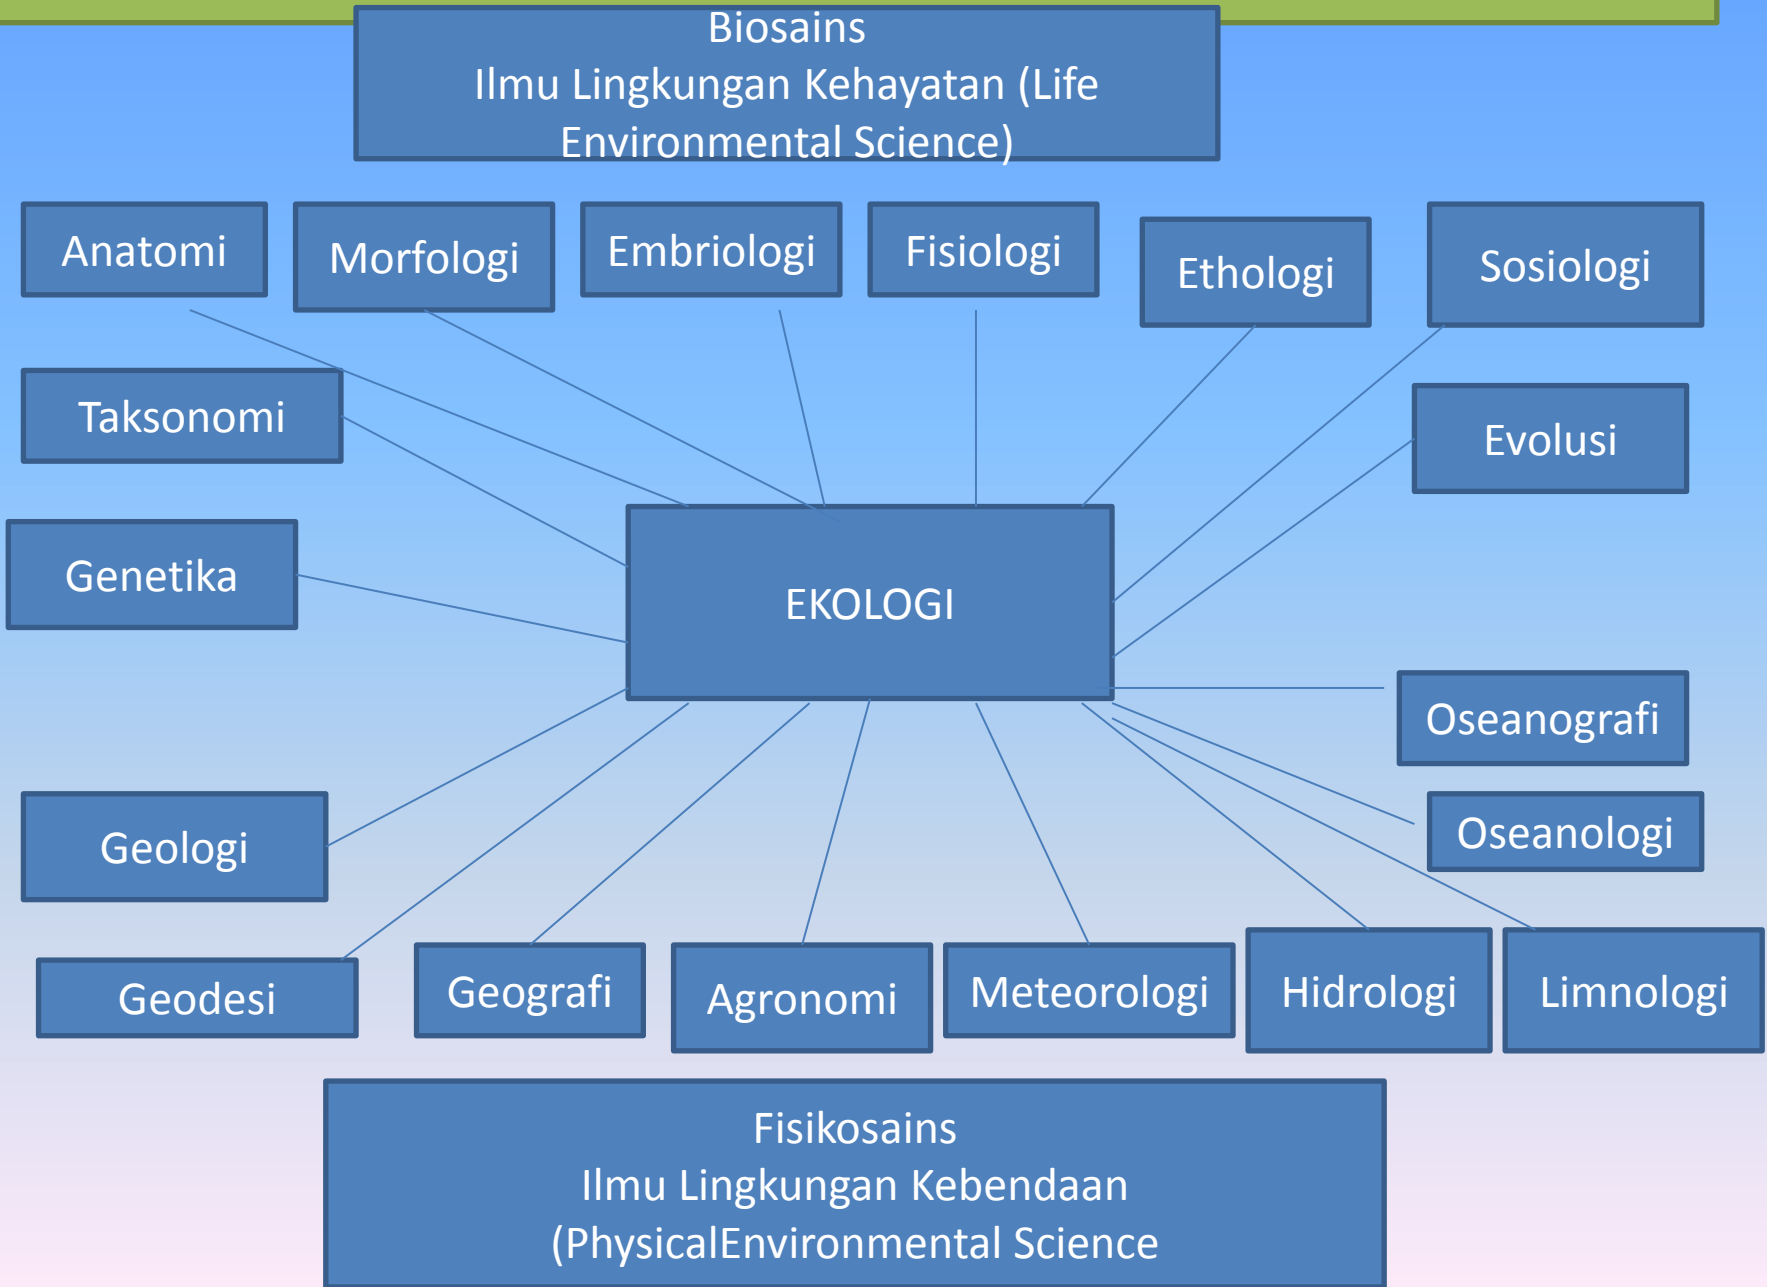 Biosains
Ilmu Lingkungan Kehayatan (Life
Environmental Science)
Anatomi
Morfologi
Embriologi
Fisiologi
Ethologi
Sosiologi
Taksonomi
Evolusi
Genetika
EKOLOGI
Oseanografi
Geologi
Oseanologi
Geodesi
Geografi
Agronomi
Meteorologi
Hidrologi
Limnologi
Fisikosains
Ilmu Lingkungan Kebendaan
(PhysicalEnvironmental Science